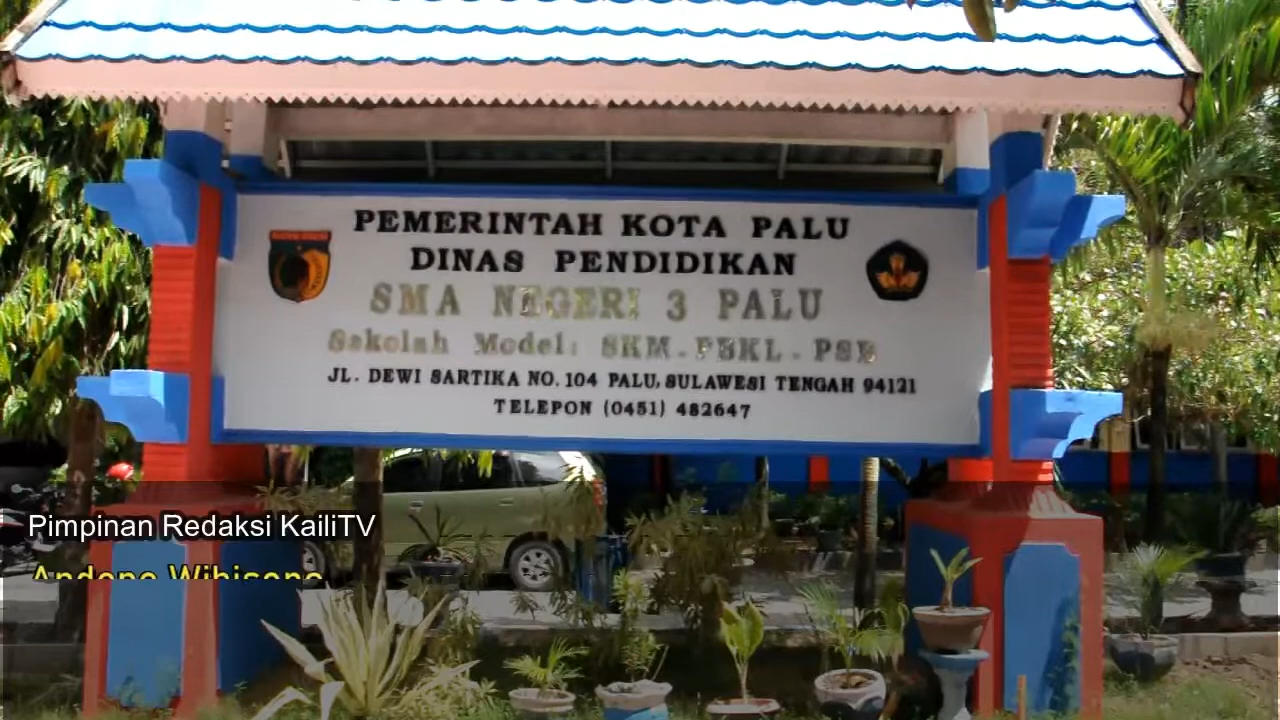 PEMERINTAH KOTA PALU
DINAS PENDIDIKAN
SMA NEGERI 3 PALU
Sekolah Model: SKM-PBKL-PSB
JL. DEWI SARTIKA NO. 104 PALU, SULAWESI TENGAH 94121
TELEPON (0451) 482647
Pimpinan Redaksi KailiTV